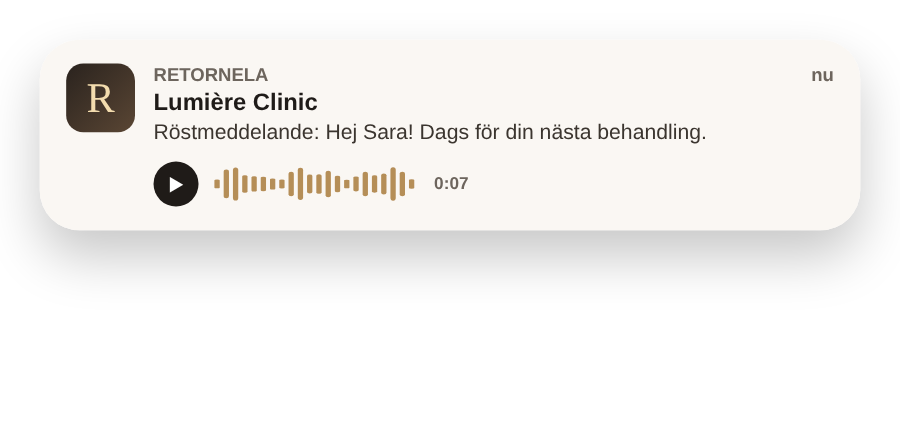 R
RETORNELA
nu
Lumière Clinic
Röstmeddelande: Hej Sara! Dags för din nästa behandling.
0:07